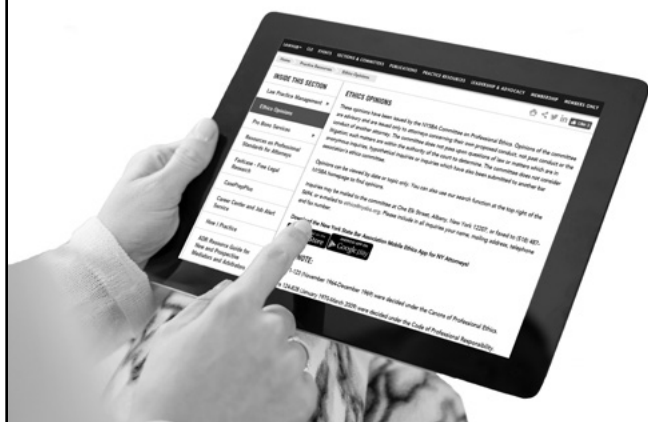 CLE EVENTS SECTIONS & COMMITTEES PUBLICATIONS PRACTICE RESOURCES LEADERSHIP & ADVOCACY MEMBERSHIP MEMBERS ONLY
Home Practice Resources Ethics Opinions
INSIDE THIS SECTION
Law Practice Management
Ethics Opinions
Pro Bono Services
Resources on Professional
Standards for Attorneys
Fastcase - Free Legal
Research
CasePrepPlus
Career Center and Job Alert
Service
How I Practice
ADR Resource Guide for
New and Prospective
Mediators and Arbitrators
ETHICS OPINIONS
These opinions have been issued by the NYSBA Committee on Professional Ethics. Opinions of the committee
are advisory and are issued only to attorneys concerning their own proposed conduct, not past conduct or the
conduct of another attorney. The committee does not pass upon questions of law or matters which are in
litigation; such matters are within the authority of the court to determine. The committee does not consider
anonymous inquiries, hypothetical inquiries or inquiries which have also been submitted to another bar
association's ethics committee.
Opinions can be viewed by date or topic only. You can also use our search function at the top right of the
NYSBA homepage to find opinions.
Inquiries may be mailed to the committee at One Elk Street, Albany, New York 12207, or faxed to (518) 487-
or e-mailed to ethics@nysba.org. Please include in all inquiries your name, mailing address, telephone
and fax number.
Download the New York State Bar Association Mobile Ethics App for NY Attorneys!
Google play
NOTE:
1-123 (November 1964-December 1969) were decided under the Canons of Professional Ethics.
124-828 (January 1970-March 2009) were decided under the Code of Professional Responsibility.